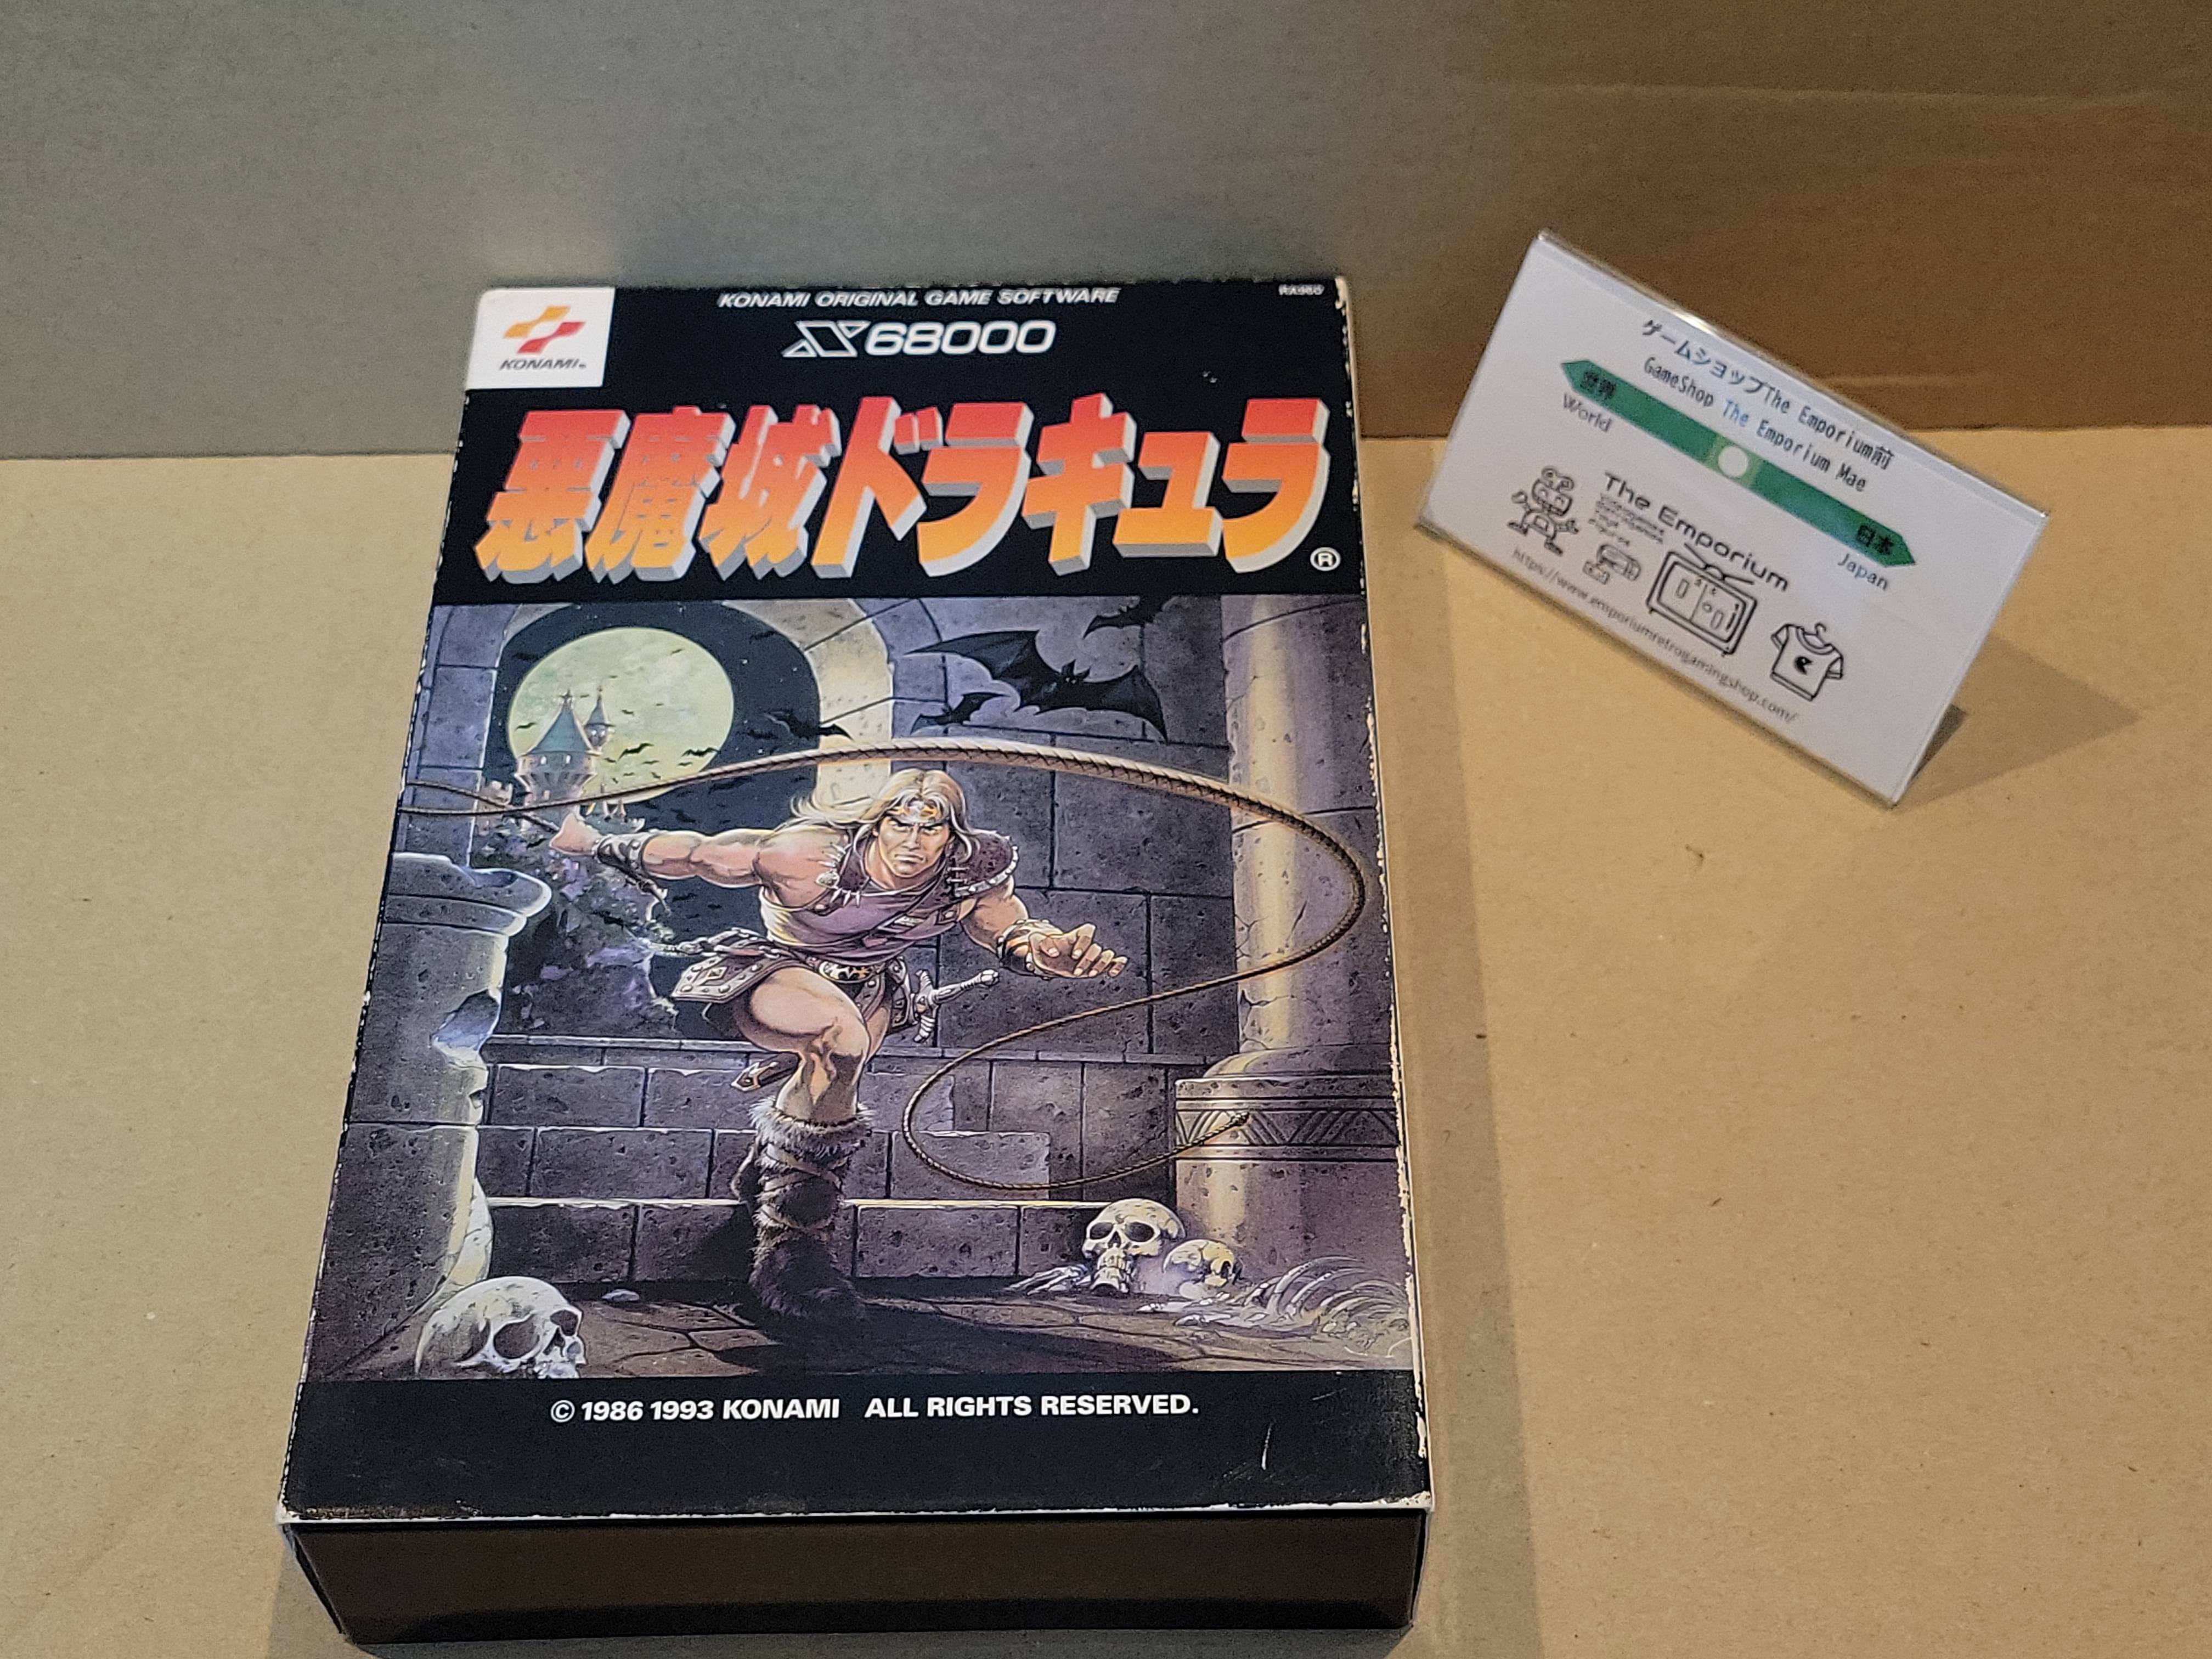 KONAMI ORIGINAL GAME SOFTWARE
RX960
KONAMI®
X68000
悪魔城ドラキュラ®
© 1986 1993 KONAMI ALL RIGHTS RESERVED.
ゲームショップThe Emporium前
GameShop The Emporium Mae
世界
World
日本
Japan
The Emporium
https://www.emporiumretrogamingshop.com/